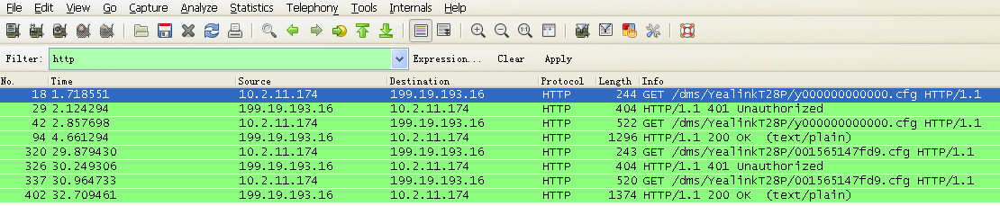 File Edit View Go Capture Analyze Statistics Telephony Tools Internals Help
Filter: http Expression... Clear Apply
No. Time Source Destination Protocol Length Info
18 1.718551 10.2.11.174 199.19.193.16 HTTP 244 GET /dms/YealinkT28P/y000000000000.cfg HTTP/1.1
29 2.124294 199.19.193.16 10.2.11.174 HTTP 404 HTTP/1.1 401 Unauthorized
42 2.857698 10.2.11.174 199.19.193.16 HTTP 522 GET /dms/YealinkT28P/y000000000000.cfg HTTP/1.1
94 4.661294 199.19.193.16 10.2.11.174 HTTP 1296 HTTP/1.1 200 OK (text/plain)
320 29.879430 10.2.11.174 199.19.193.16 HTTP 243 GET /dms/YealinkT28P/001565147fd9.cfg HTTP/1.1
326 30.249306 199.19.193.16 10.2.11.174 HTTP 404 HTTP/1.1 401 Unauthorized
337 30.964733 10.2.11.174 199.19.193.16 HTTP 520 GET /dms/YealinkT28P/001565147fd9.cfg HTTP/1.1
402 32.709461 199.19.193.16 10.2.11.174 HTTP 1374 HTTP/1.1 200 OK (text/plain)